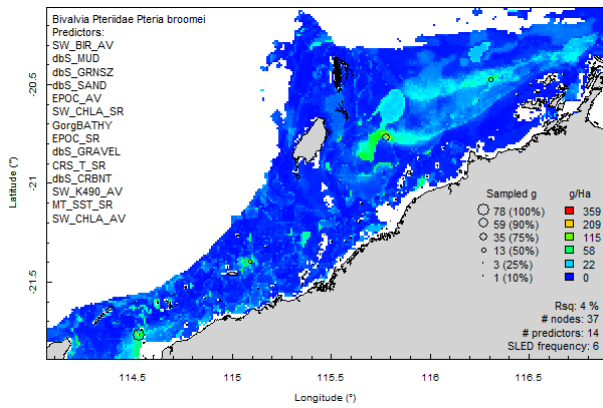 Bivalvia Pteriidae Pteria broomei
Predictors:
SW_BIR_AV
dbS_MUD
dbS_GRNSZ
dbS_SAND
EPOC_AV
SW_CHLA_SR
GorgBATHY
EPOC_SR
dbS_GRAVEL
CRS_T_SR
dbS_CRBNT
SW_K490_AV
MT_SST_SR
SW_CHLA_AV
-20.5
-21
-21.5
Latitude (°)
Sampled g g/Ha
78 (100%) 359
59 (90%) 209
35 (75%) 115
13 (50%) 58
3 (25%) 22
1 (10%) 0
Rsq: 4 %
# nodes: 37
# predictors: 14
SLED frequency: 6
114.5 115 115.5 116 116.5
Longitude (°)